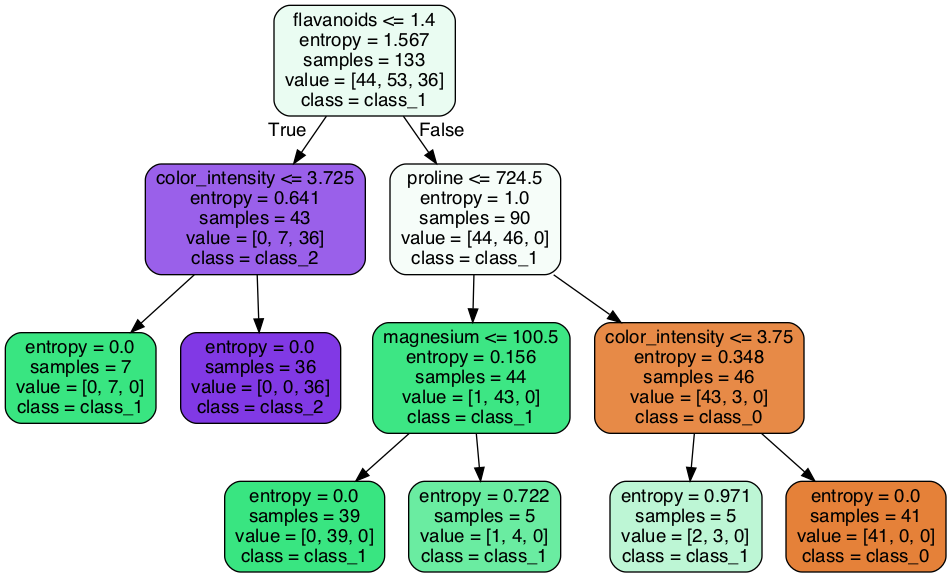 flavanoids <= 1.4
entropy = 1.567
samples = 133
value = [44, 53, 36]
class = class_1
True
False
color_intensity <= 3.725
entropy = 0.641
samples = 43
value = [0, 7, 36]
class = class_2
proline <= 724.5
entropy = 1.0
samples = 90
value = [44, 46, 0]
class = class_1
entropy = 0.0
samples = 7
value = [0, 7, 0]
class = class_1
entropy = 0.0
samples = 36
value = [0, 0, 36]
class = class_2
magnesium <= 100.5
entropy = 0.156
samples = 44
value = [1, 43, 0]
class = class_1
color_intensity <= 3.75
entropy = 0.348
samples = 46
value = [43, 3, 0]
class = class_0
entropy = 0.0
samples = 39
value = [0, 39, 0]
class = class_1
entropy = 0.722
samples = 5
value = [1, 4, 0]
class = class_1
entropy = 0.971
samples = 5
value = [2, 3, 0]
class = class_1
entropy = 0.0
samples = 41
value = [41, 0, 0]
class = class_0